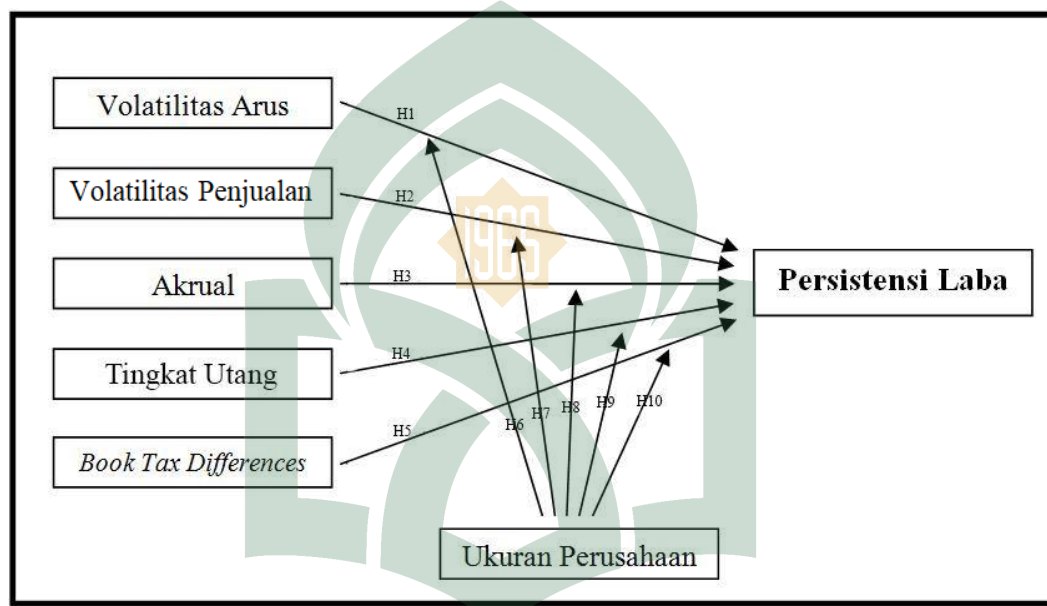 Volatilitas Arus
H1
Volatilitas Penjualan
H2
1965
Akrual
H3
Persistensi Laba
Tingkat Utang
H4
Book Tax Differences
H5
H6
H7
H8
H9
H10
Ukuran Perusahaan